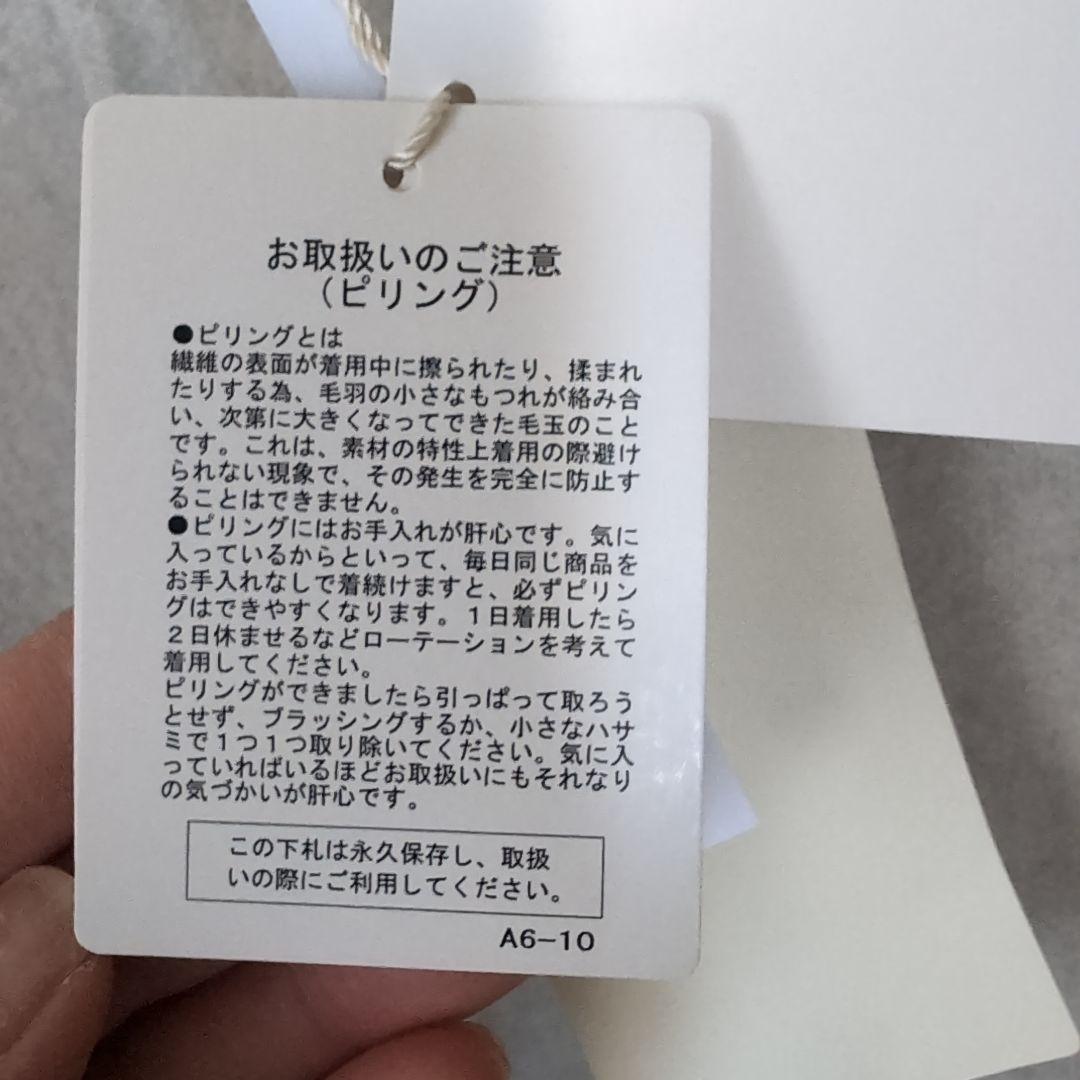 お取扱いのご注意
（ピリング）
●ピリングとは
繊維の表面が着用中に擦られたり、揉まれ
たりする為、毛羽の小さなもつれが絡み合
い、次第に大きくなってできた毛玉のこと
です。これは、素材の特性上着用の際避け
られない現象で、その発生を完全に防止す
ることはできません。
●ピリングにはお手入れが肝心です。気に
入っているからといって、毎日同じ商品を
お手入れなしで着続けますと、必ずピリン
グはできやすくなります。１日着用したら
２日休ませるなどローテーションを考えて
着用してください。
ピリングができましたら引っぱって取ろう
とせず、ブラッシングするか、小さなハサ
ミで１つ１つ取り除いてください。気に入
っていればいるほどお取扱いにもそれなり
の気づかいが肝心です。
この下札は永久保存し、取扱
いの際にご利用してください。
A6-10